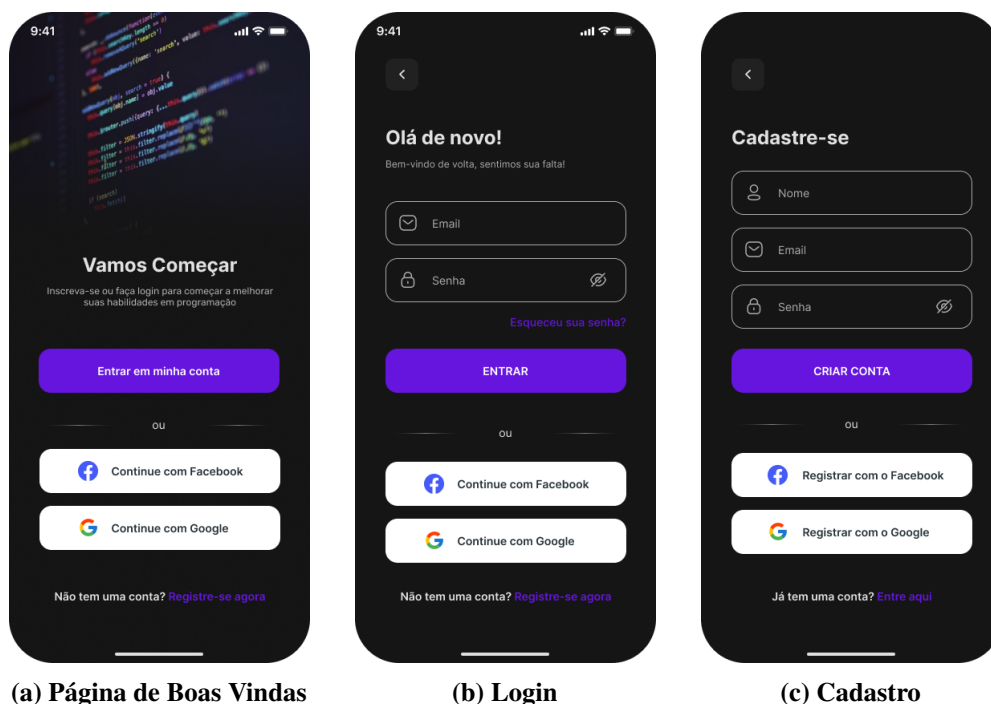 9:41
Vamos Começar
Inscreva-se ou faça login para começar a melhorar
suas habilidades em programação
Entrar em minha conta
ou
Continue com Facebook
Continue com Google
Não tem uma conta? Registre-se agora
(a) Página de Boas Vindas
9:41
Olá de novo!
Bem-vindo de volta, sentimos sua falta!
Email
Senha
Esqueceu sua senha?
ENTRAR
ou
Continue com Facebook
Continue com Google
Não tem uma conta? Registre-se agora
(b) Login
Cadastre-se
Nome
Email
Senha
CRIAR CONTA
ou
Registrar com o Facebook
Registrar com o Google
Já tem uma conta? Entre aqui
(c) Cadastro